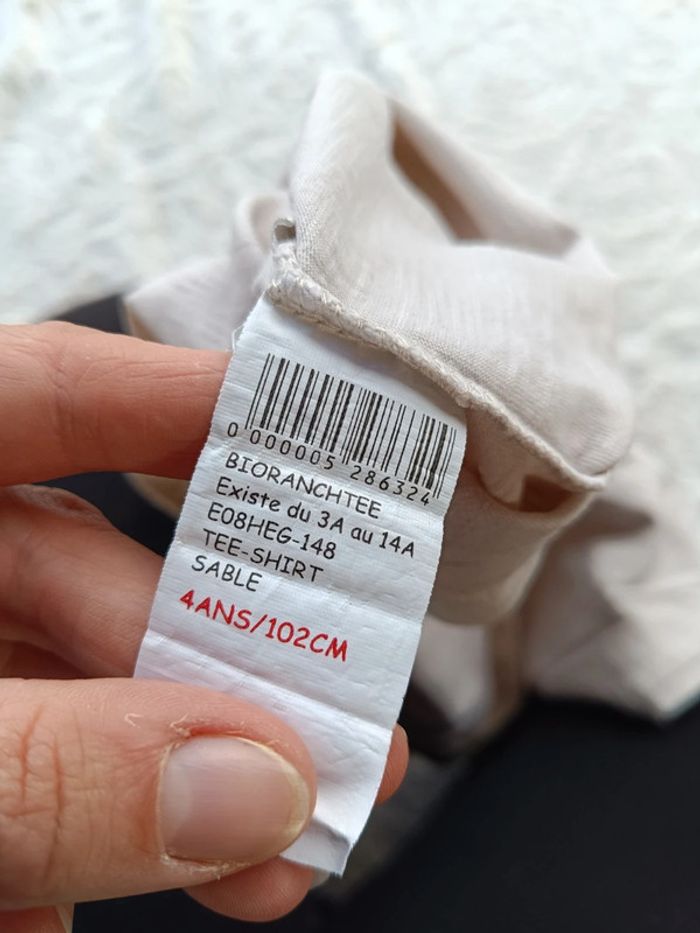 0 000005 286324
BIORANCHTEE
Existe du 3A au 14A
E08HEG-148
TEE-SHIRT
SABLE
4ANS/102CM